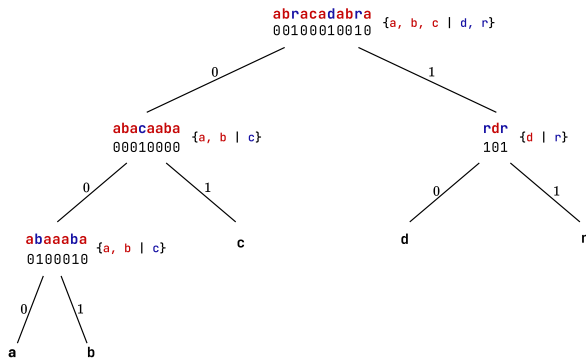 abracadabra
00100010010 {a, b, c | d, r}
0 1
abacaaba rdr
00010000 {a, b | c} 101 {d | r}
0 1 0 1
abaaaba c d r
0100010 {a, b | c}
0 1
a b